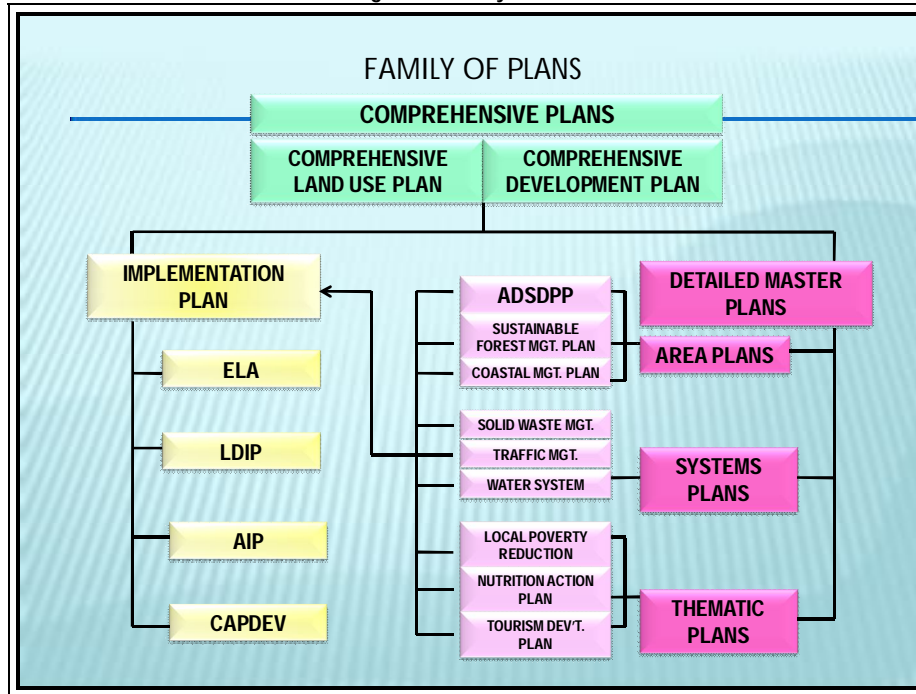 FAMILY OF PLANS
COMPREHENSIVE PLANS
COMPREHENSIVE
LAND USE PLAN
COMPREHENSIVE
DEVELOPMENT PLAN
IMPLEMENTATION
PLAN
ELA
LDIP
AIP
CAPDEV
ADSDPP
SUSTAINABLE
FOREST MGT. PLAN
COASTAL MGT. PLAN
SOLID WASTE MGT.
TRAFFIC MGT.
WATER SYSTEM
LOCAL POVERTY
REDUCTION
NUTRITION ACTION
PLAN
TOURISM DEV'T.
PLAN
DETAILED MASTER
PLANS
AREA PLANS
SYSTEMS
PLANS
THEMATIC
PLANS